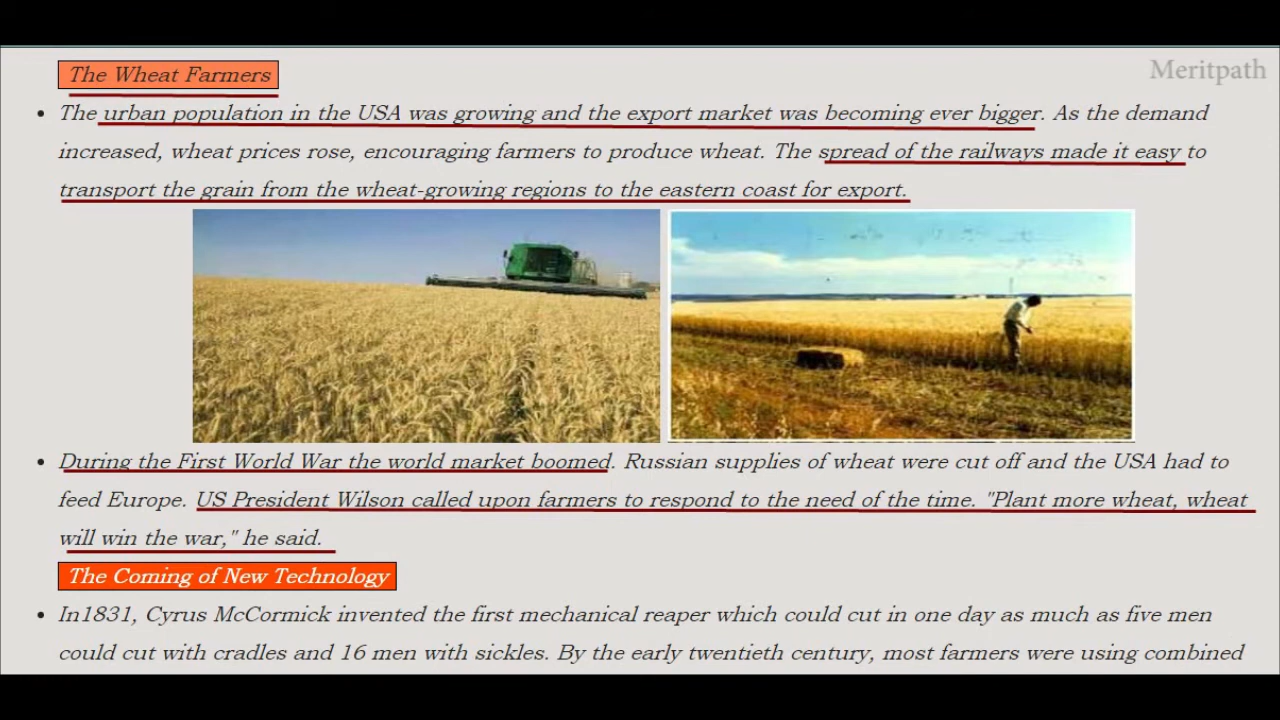 The Wheat Farmers
Meritpath
• The urban population in the USA was growing and the export market was becoming ever bigger. As the demand
increased, wheat prices rose, encouraging farmers to produce wheat. The spread of the railways made it easy to
transport the grain from the wheat-growing regions to the eastern coast for export.
• During the First World War the world market boomed. Russian supplies of wheat were cut off and the USA had to
feed Europe. US President Wilson called upon farmers to respond to the need of the time. "Plant more wheat, wheat
will win the war," he said.
The Coming of New Technology
• In1831, Cyrus McCormick invented the first mechanical reaper which could cut in one day as much as five men
could cut with cradles and 16 men with sickles. By the early twentieth century, most farmers were using combined